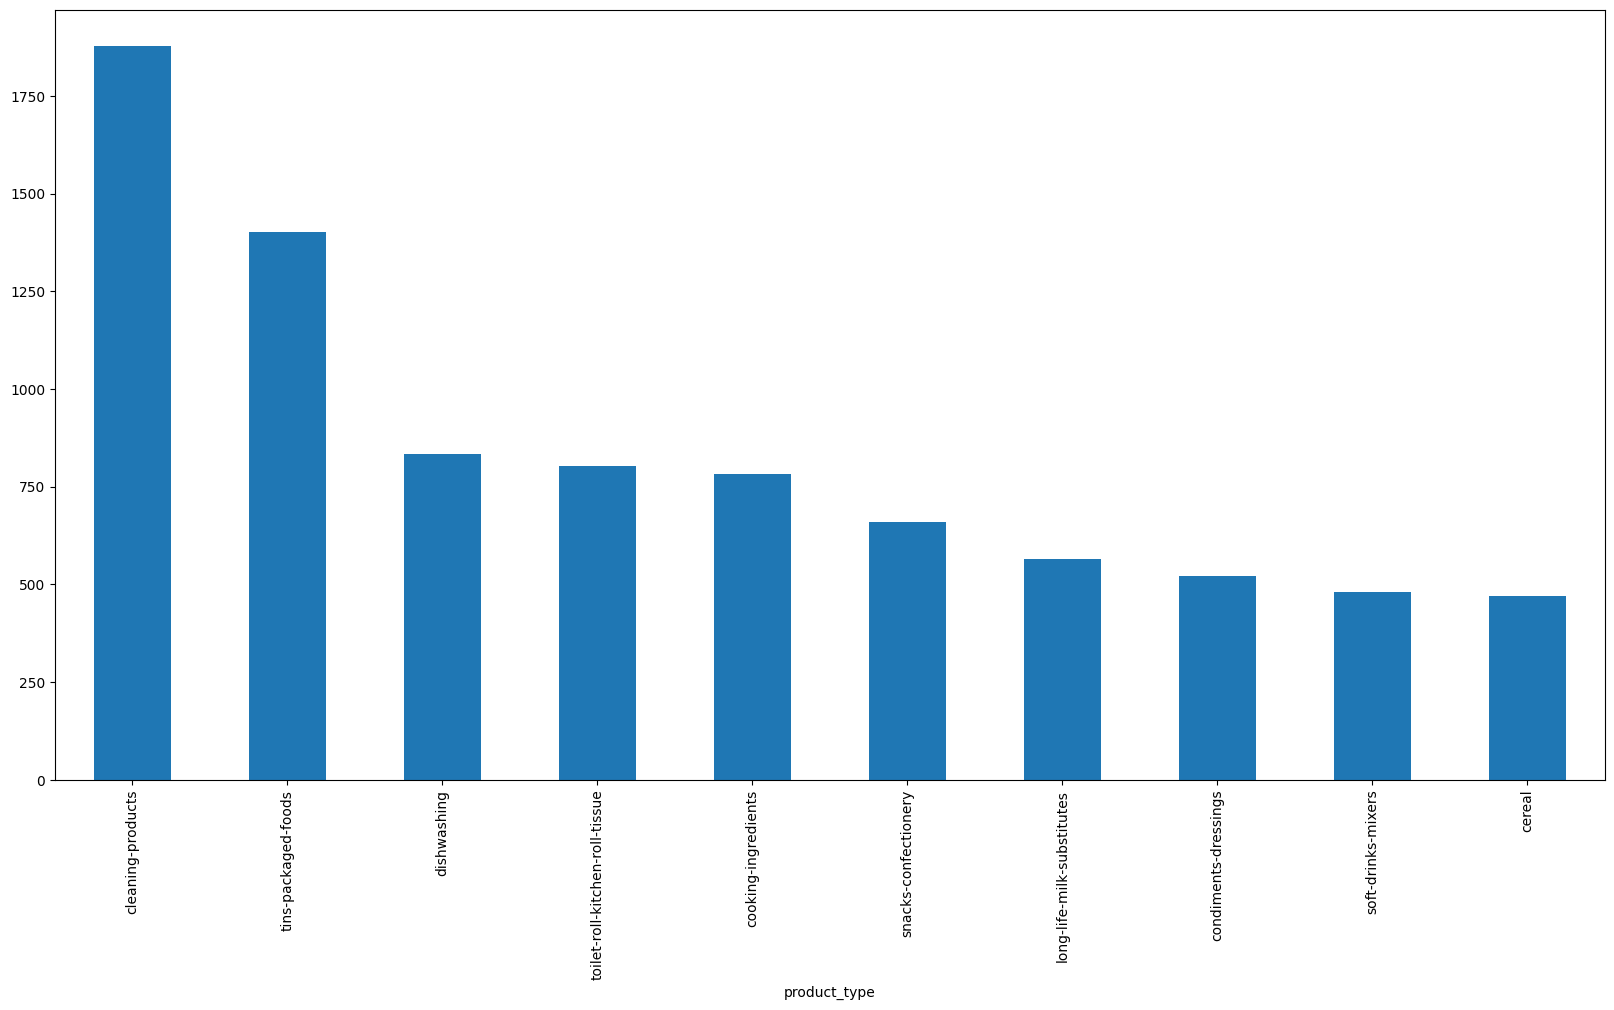 1750
1500
1250
1000
750
500
250
0
cleaning-products
tins-packaged-foods
dishwashing
toilet-roll-kitchen-roll-tissue
cooking-ingredients
snacks-confectionery
long-life-milk-substitutes
condiments-dressings
soft-drinks-mixers
cereal
product_type